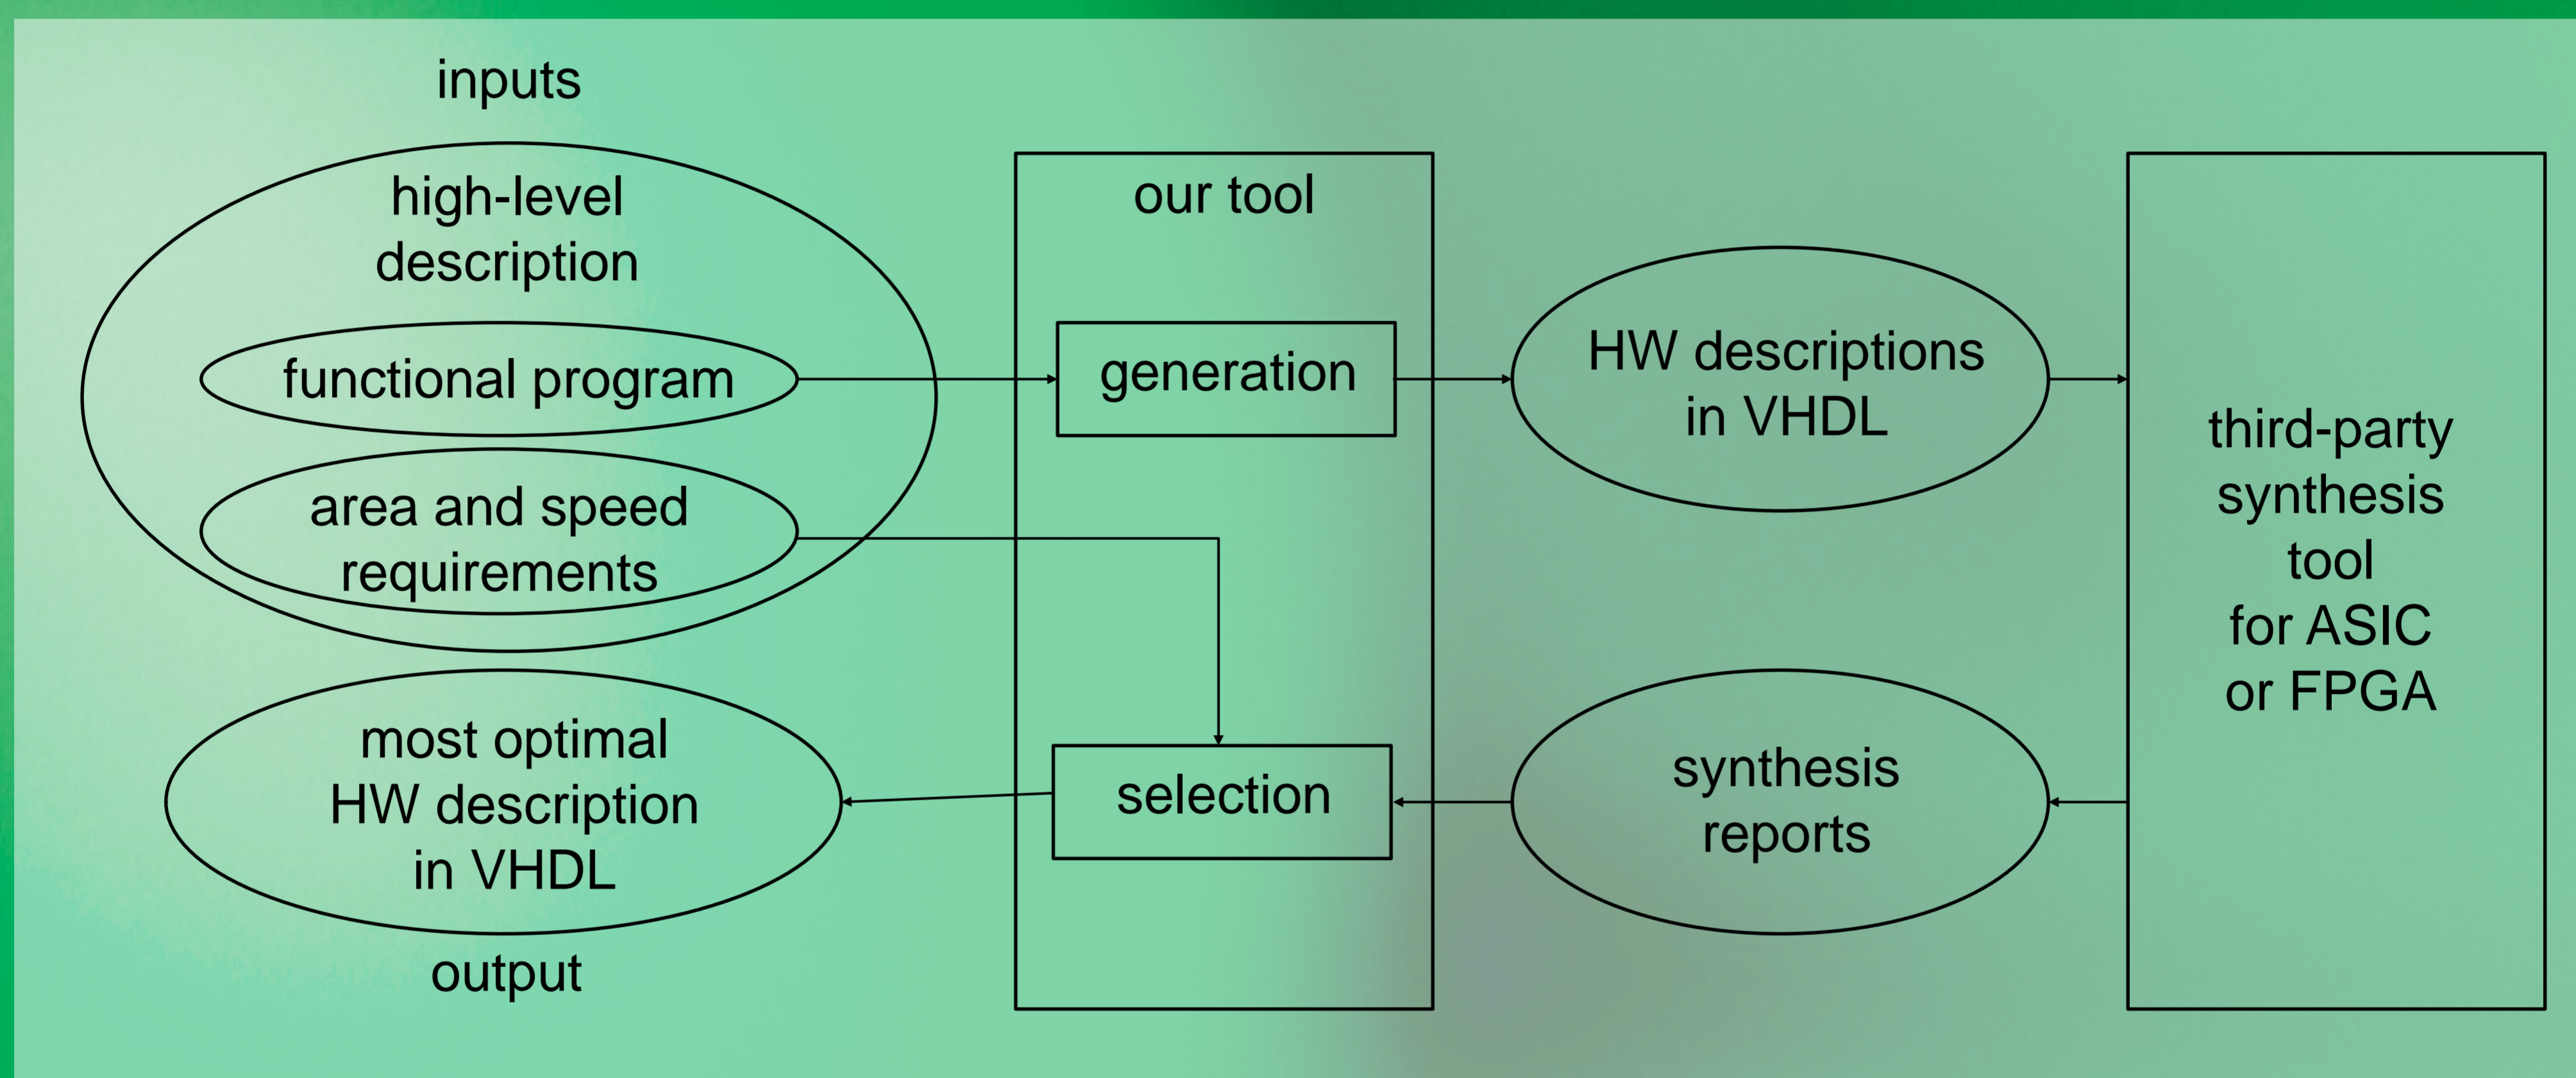 inputs
high-level
description
functional program
area and speed
requirements
most optimal
HW description
in VHDL
output
our tool
generation
selection
HW descriptions
in VHDL
synthesis
reports
third-party
synthesis
tool
for ASIC
or FPGA